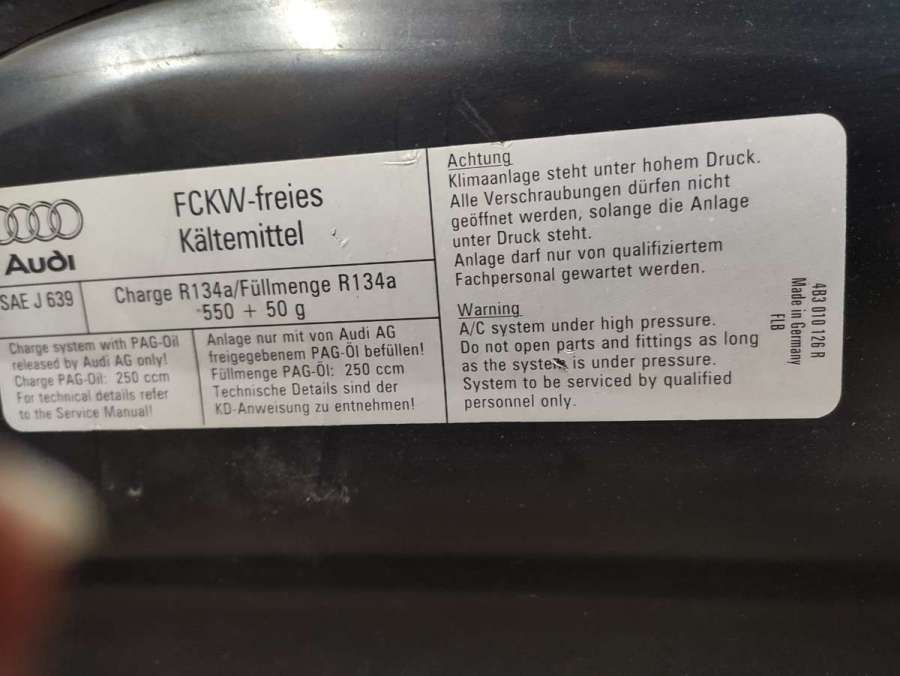 Audi
FCKW-freies
Kältemittel
SAE J 639
Charge R134a/Füllmenge R134a
550 + 50 g
Charge system with PAG-Oil
released by Audi AG only!
Charge PAG-Oil: 250 ccm
For technical details refer
to the Service Manual!
Anlage nur mit von Audi AG
freigegebenem PAG-Öl befüllen!
Füllmenge PAG-Öl: 250 ccm
Technische Details sind der
KD-Anweisung zu entnehmen!
Achtung
Klimaanlage steht unter hohem Druck.
Alle Verschraubungen dürfen nicht
geöffnet werden, solange die Anlage
unter Druck steht.
Anlage darf nur von qualifiziertem
Fachpersonal gewartet werden.
Warning
A/C system under high pressure.
Do not open parts and fittings as long
as the system is under pressure.
System to be serviced by qualified
personnel only.
4B3 010 126 R
Made in Germany
FLB